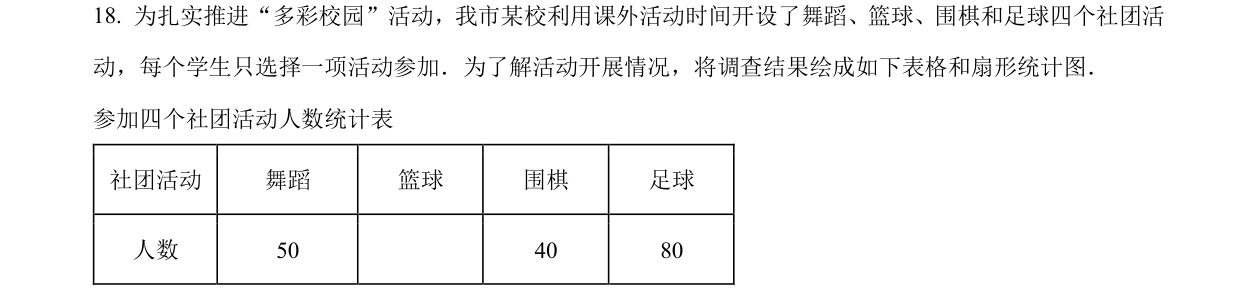 18. 为扎实推进“多彩校园”活动，我市某校利用课外活动时间开设了舞蹈、篮球、围棋和足球四个社团活
动，每个学生只选择一项活动参加．为了解活动开展情况，将调查结果绘成如下表格和扇形统计图．
参加四个社团活动人数统计表
社团活动 舞蹈 篮球 围棋 足球
人数 50 40 80